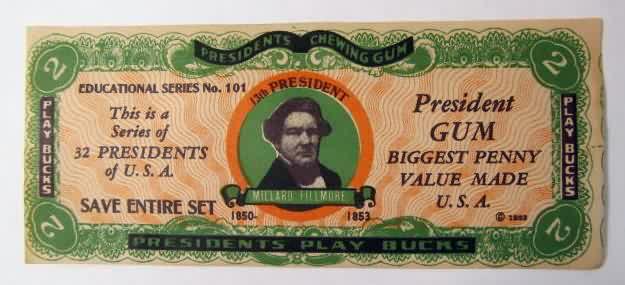 PRESIDENTS CHEWING GUM
2
2
EDUCATIONAL SERIES No. 101
This is a
Series of
32 PRESIDENTS
of U. S. A.
SAVE ENTIRE SET
PLAY BUCKS
13th PRESIDENT
MILLARD FILLMORE
1850-
1853
President
GUM
BIGGEST PENNY
VALUE MADE
U. S. A.
©
PLAY BUCKS
2
2
PRESIDENTS PLAY BUCKS